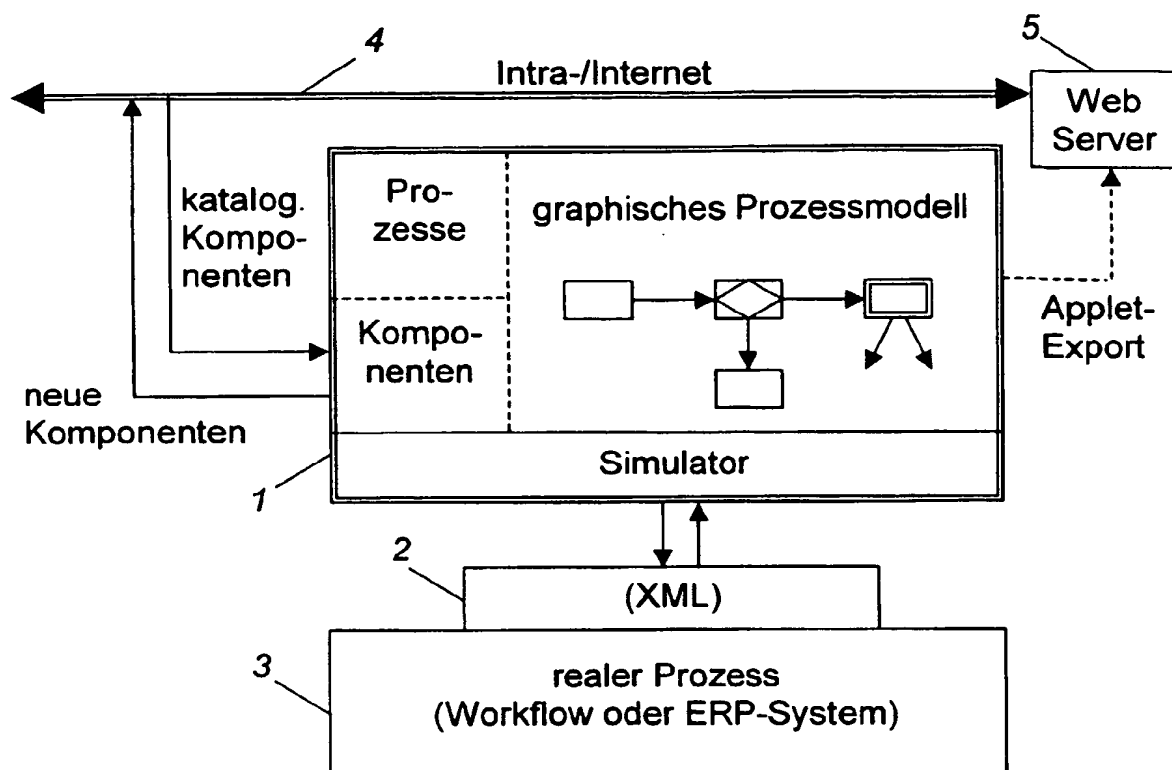 4
5
Intra-/Internet
Web
Server
katalog.
Kompo-
nenten
Pro-
zesse
graphisches Prozessmodell
Kompo-
nenten
Applet-
Export
neue
Komponenten
Simulator
1
2
(XML)
3
realer Prozess
(Workflow oder ERP-System)